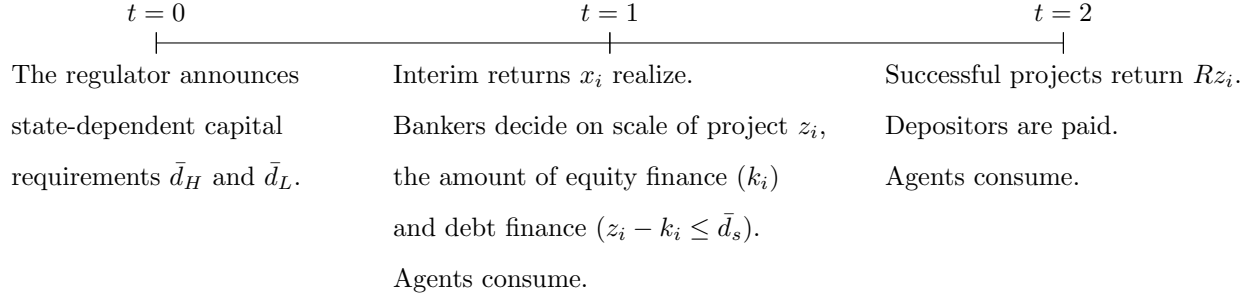 t = 0
t = 1
t = 2
The regulator announces
state-dependent capital
requirements d̄_H and d̄_L.
Interim returns x_i realize.
Bankers decide on scale of project z_i,
the amount of equity finance (k_i)
and debt finance (z_i − k_i ≤ d̄_s).
Agents consume.
Successful projects return Rz_i.
Depositors are paid.
Agents consume.